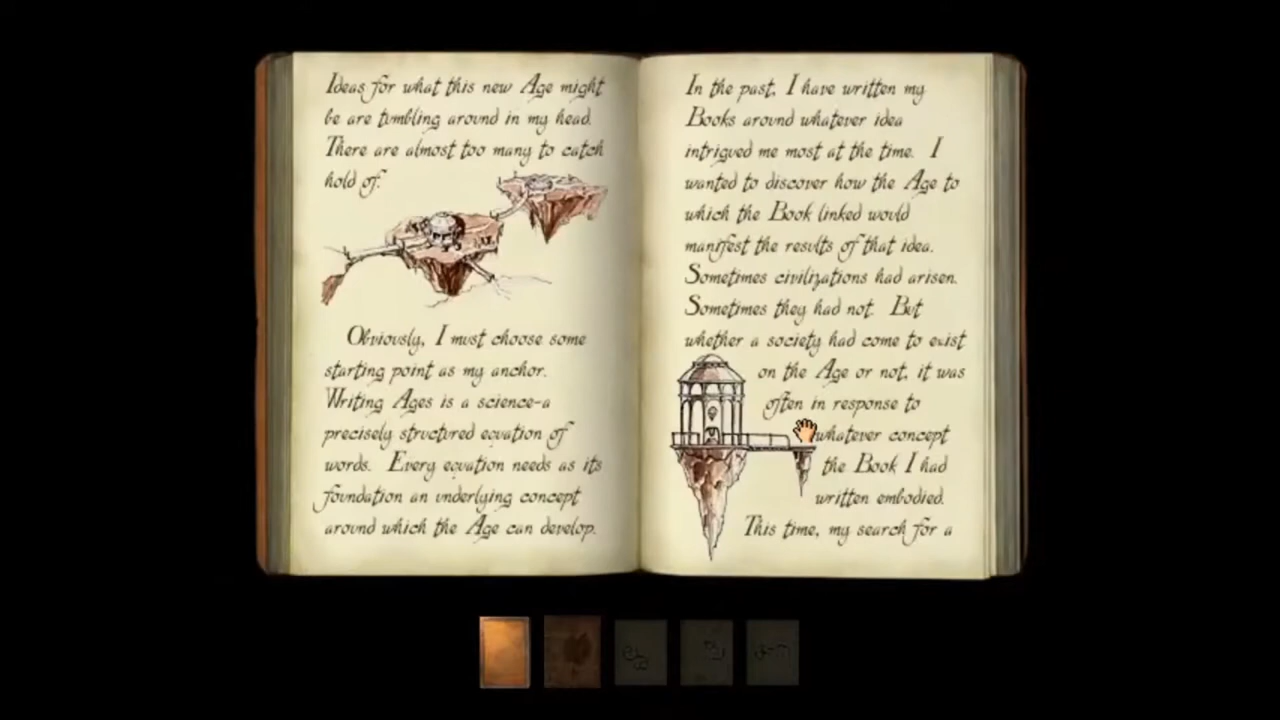 Ideas for what this new Age might
be are tumbling around in my head.
There are almost too many to catch
hold of.
Obviously, I must choose some
starting point as my anchor.
Writing Ages is a science-a
precisely structured equation of
words. Every equation needs as its
foundation an underlying concept
around which the Age can develop.
In the past, I have written my
Books around whatever idea
intrigued me most at the time. I
wanted to discover how the Age to
which the Book linked would
manifest the results of that idea.
Sometimes civilizations had arisen.
Sometimes they had not. But
whether a society had come to exist
on the Age or not, it was
often in response to
whatever concept
the Book I had
written embodied.
This time, my search for a